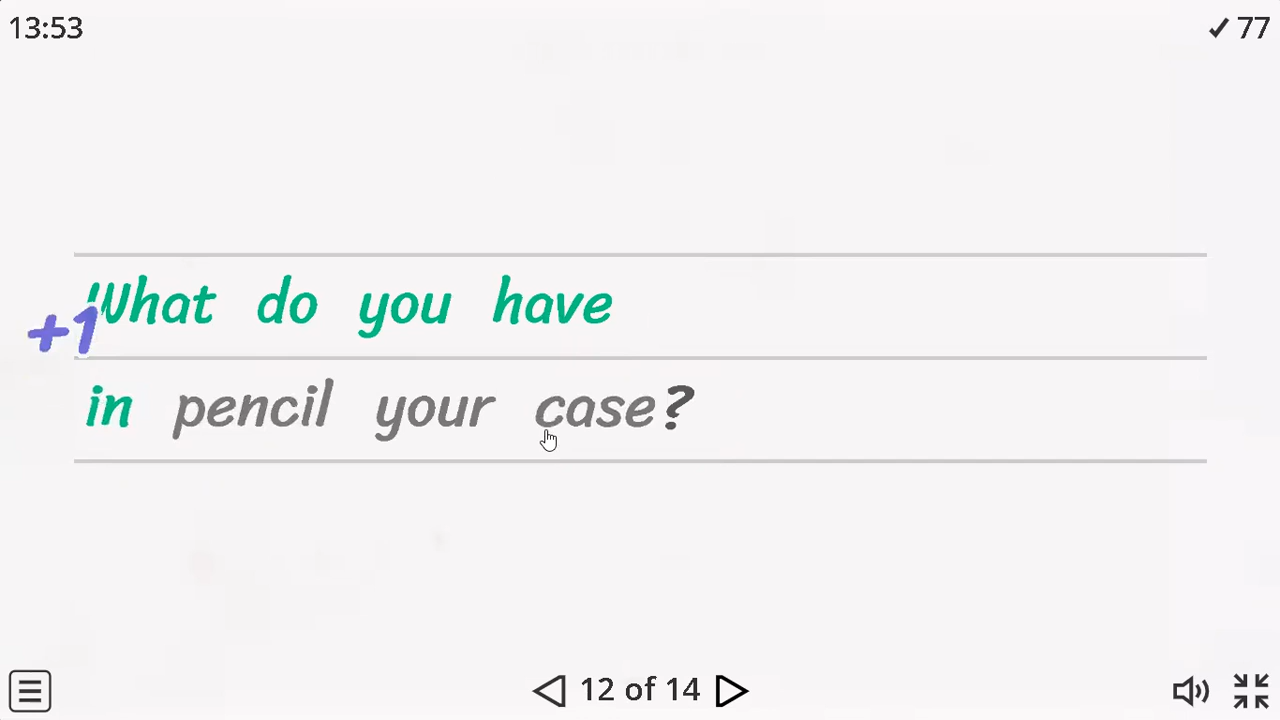 13:53
✓ 77
What do you have
+1
in pencil your case?
12 of 14